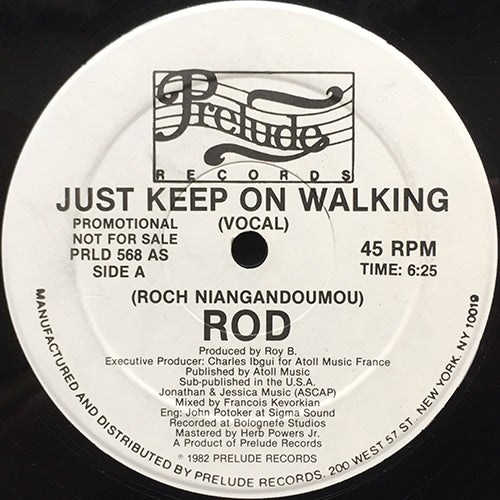 Prelude
RECORDS
JUST KEEP ON WALKING
(VOCAL)
PROMOTIONAL
NOT FOR SALE
PRLD 568 AS
SIDE A
45 RPM
TIME: 6:25
(ROCH NIANGANDOUMOU)
ROD
Produced by Roy B.
Executive Producer: Charles Ibgui for Atoll Music France
Published by Atoll Music
Sub-published in the U.S.A.
Jonathan & Jessica Music (ASCAP)
Mixed by Francois Kevorkian
Eng: John Potoker at Sigma Sound
Recorded at Bolognefe Studios
Mastered by Herb Powers Jr.
A Product of Prelude Records
© 1982 PRELUDE RECORDS
MANUFACTURED AND DISTRIBUTED BY PRELUDE RECORDS. 200 WEST 57 ST. NEW YORK. NY 10019